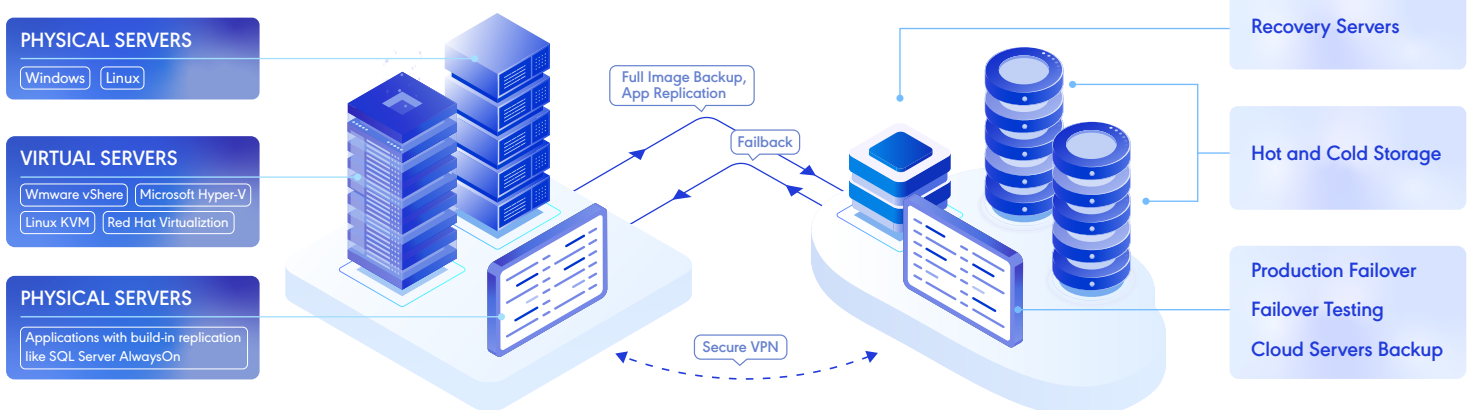 PHYSICAL SERVERS
Windows
Linux
VIRTUAL SERVERS
Wmware vShere
Microsoft Hyper-V
Linux KVM
Red Hat Virtualiztion
PHYSICAL SERVERS
Applications with build-in replication
like SQL Server AlwaysOn
Full Image Backup,
App Replication
Failback
Secure VPN
Recovery Servers
Hot and Cold Storage
Production Failover
Failover Testing
Cloud Servers Backup